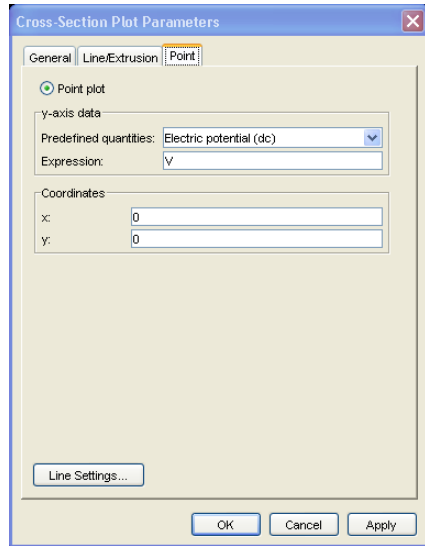 Cross-Section Plot Parameters
General Line/Extrusion Point
Point plot
y-axis data
Predefined quantities: Electric potential (dc)
Expression: V
Coordinates
x: 0
y: 0
Line Settings...
OK Cancel Apply